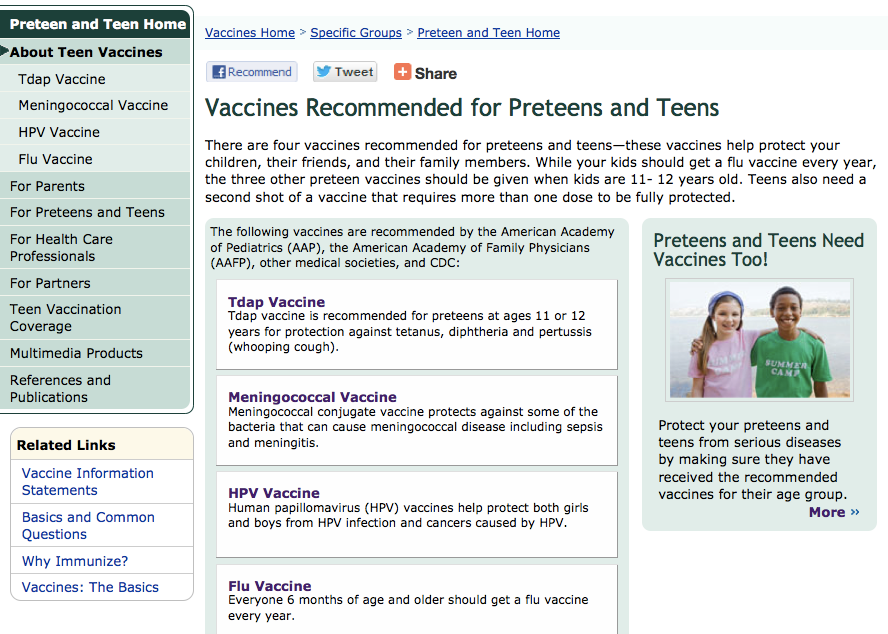 Preteen and Teen Home
About Teen Vaccines
Tdap Vaccine
Meningococcal Vaccine
HPV Vaccine
Flu Vaccine
For Parents
For Preteens and Teens
For Health Care
Professionals
For Partners
Teen Vaccination
Coverage
Multimedia Products
References and
Publications
Related Links
Vaccine Information
Statements
Basics and Common
Questions
Why Immunize?
Vaccines: The Basics
Vaccines Home > Specific Groups > Preteen and Teen Home
Recommend Tweet Share
Vaccines Recommended for Preteens and Teens
There are four vaccines recommended for preteens and teens—these vaccines help protect your
children, their friends, and their family members. While your kids should get a flu vaccine every year,
the three other preteen vaccines should be given when kids are 11- 12 years old. Teens also need a
second shot of a vaccine that requires more than one dose to be fully protected.
The following vaccines are recommended by the American Academy
of Pediatrics (AAP), the American Academy of Family Physicians
(AAFP), other medical societies, and CDC:
Tdap Vaccine
Tdap vaccine is recommended for preteens at ages 11 or 12
years for protection against tetanus, diphtheria and pertussis
(whooping cough).
Meningococcal Vaccine
Meningococcal conjugate vaccine protects against some of the
bacteria that can cause meningococcal disease including sepsis
and meningitis.
HPV Vaccine
Human papillomavirus (HPV) vaccines help protect both girls
and boys from HPV infection and cancers caused by HPV.
Flu Vaccine
Everyone 6 months of age and older should get a flu vaccine
every year.
Preteens and Teens Need
Vaccines Too!
SUMMER
CAMP
Protect your preteens and
teens from serious diseases
by making sure they have
received the recommended
vaccines for their age group.
More »